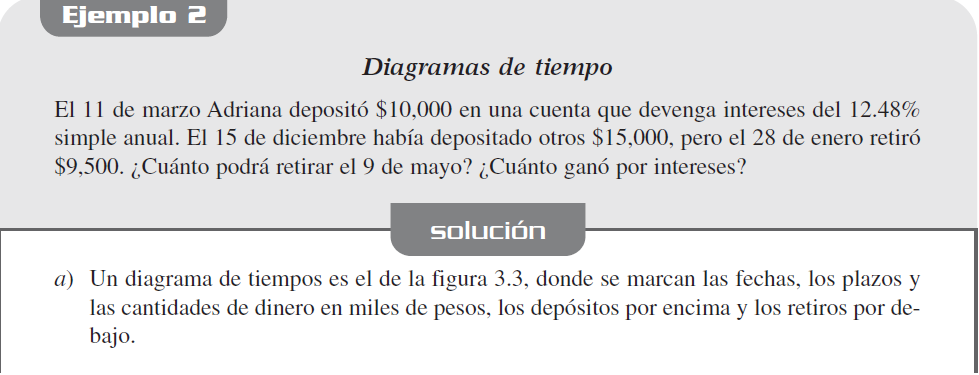 Ejemplo 2
Diagramas de tiempo
El 11 de marzo Adriana depositó $10,000 en una cuenta que devenga intereses del 12.48%
simple anual. El 15 de diciembre había depositado otros $15,000, pero el 28 de enero retiró
$9,500. ¿Cuánto podrá retirar el 9 de mayo? ¿Cuánto ganó por intereses?
solución
a) Un diagrama de tiempos es el de la figura 3.3, donde se marcan las fechas, los plazos y
las cantidades de dinero en miles de pesos, los depósitos por encima y los retiros por de-
bajo.